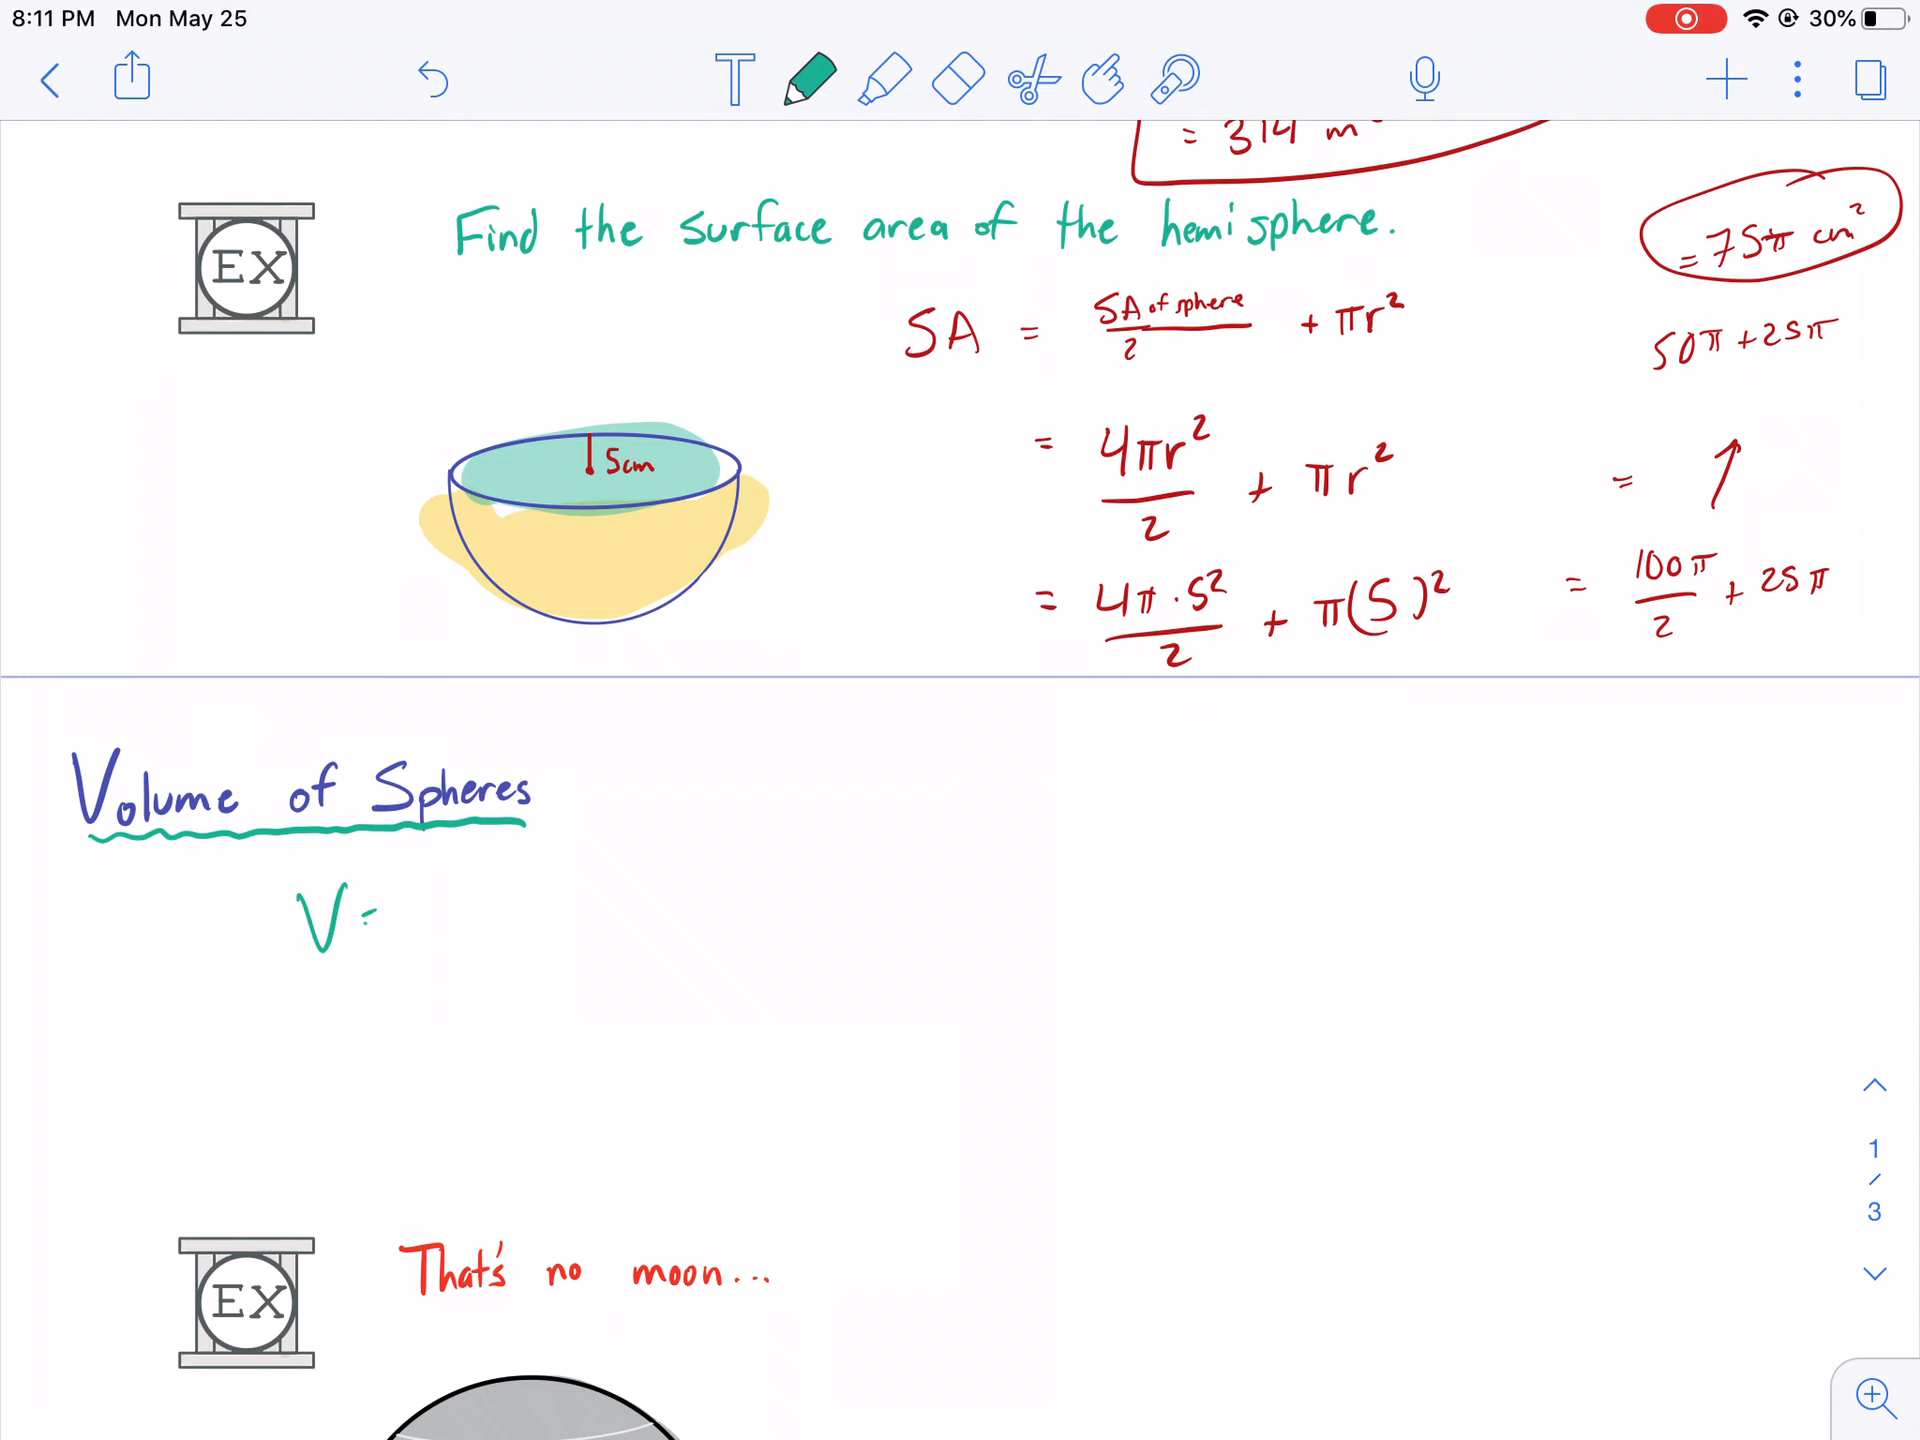 8:11 PM Mon May 25
30%
T
= 314 m²
EX
Find the surface area of the hemisphere.
= 75π cm²
SA = SA of sphere / 2 + πr²
50π + 25π
5cm
= 4πr² / 2 + πr²
= ↑
= 4π · 5² / 2 + π(5)²
= 100π / 2 + 25π
Volume of Spheres
V =
1
/
3
EX
That's no moon...